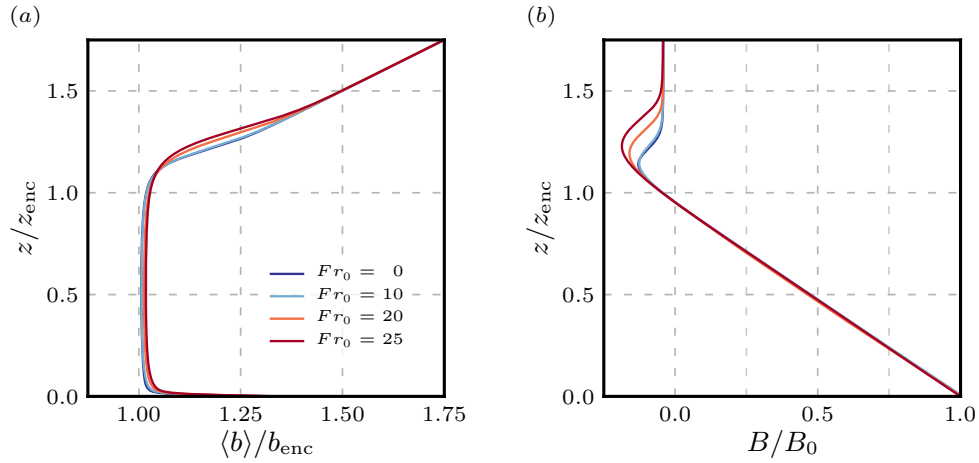 (a)
1.5
1.0
0.5
0.0
z/z_enc
Fr_0 = 0
Fr_0 = 10
Fr_0 = 20
Fr_0 = 25
1.00 1.25 1.50 1.75
⟨b⟩/b_enc
(b)
1.5
1.0
0.5
0.0
z/z_enc
0.0 0.5 1.0
B/B_0